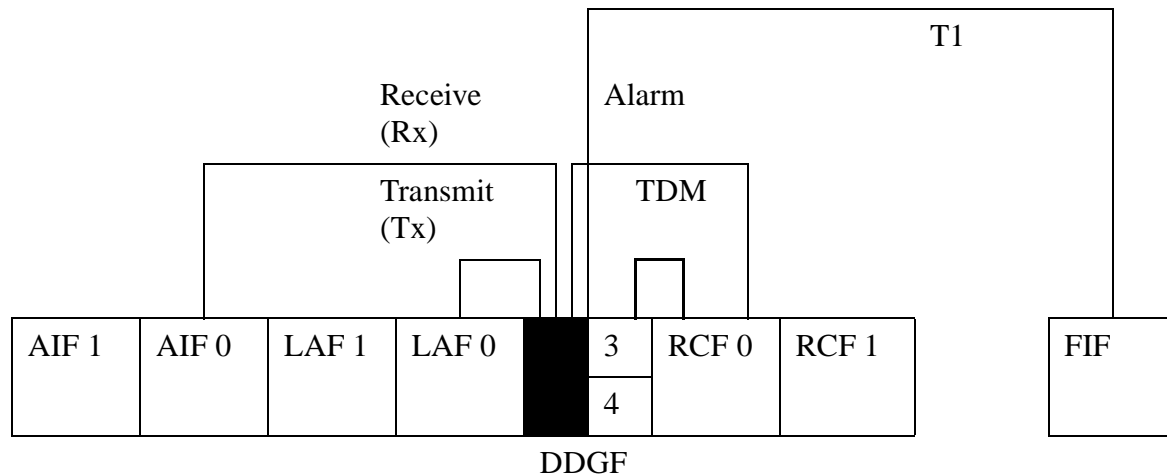 T1
Receive
(Rx)
Alarm
Transmit
(Tx)
TDM
AIF 1
AIF 0
LAF 1
LAF 0
3
4
RCF 0
RCF 1
FIF
DDGF